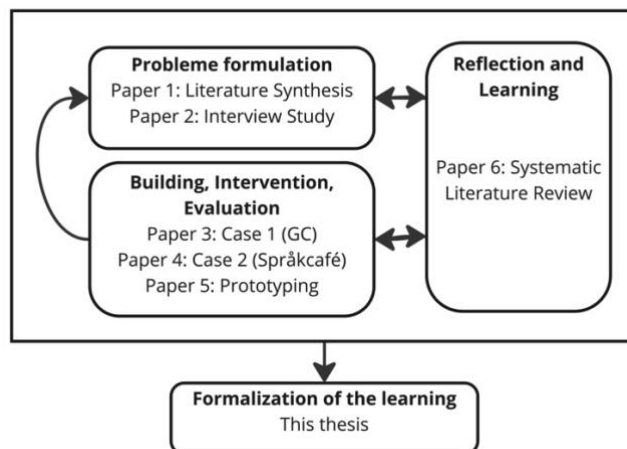 Probleme formulation
Paper 1: Literature Synthesis
Paper 2: Interview Study
Building, Intervention,
Evaluation
Paper 3: Case 1 (GC)
Paper 4: Case 2 (Språkcafé)
Paper 5: Prototyping
Reflection and
Learning
Paper 6: Systematic
Literature Review
Formalization of the learning
This thesis